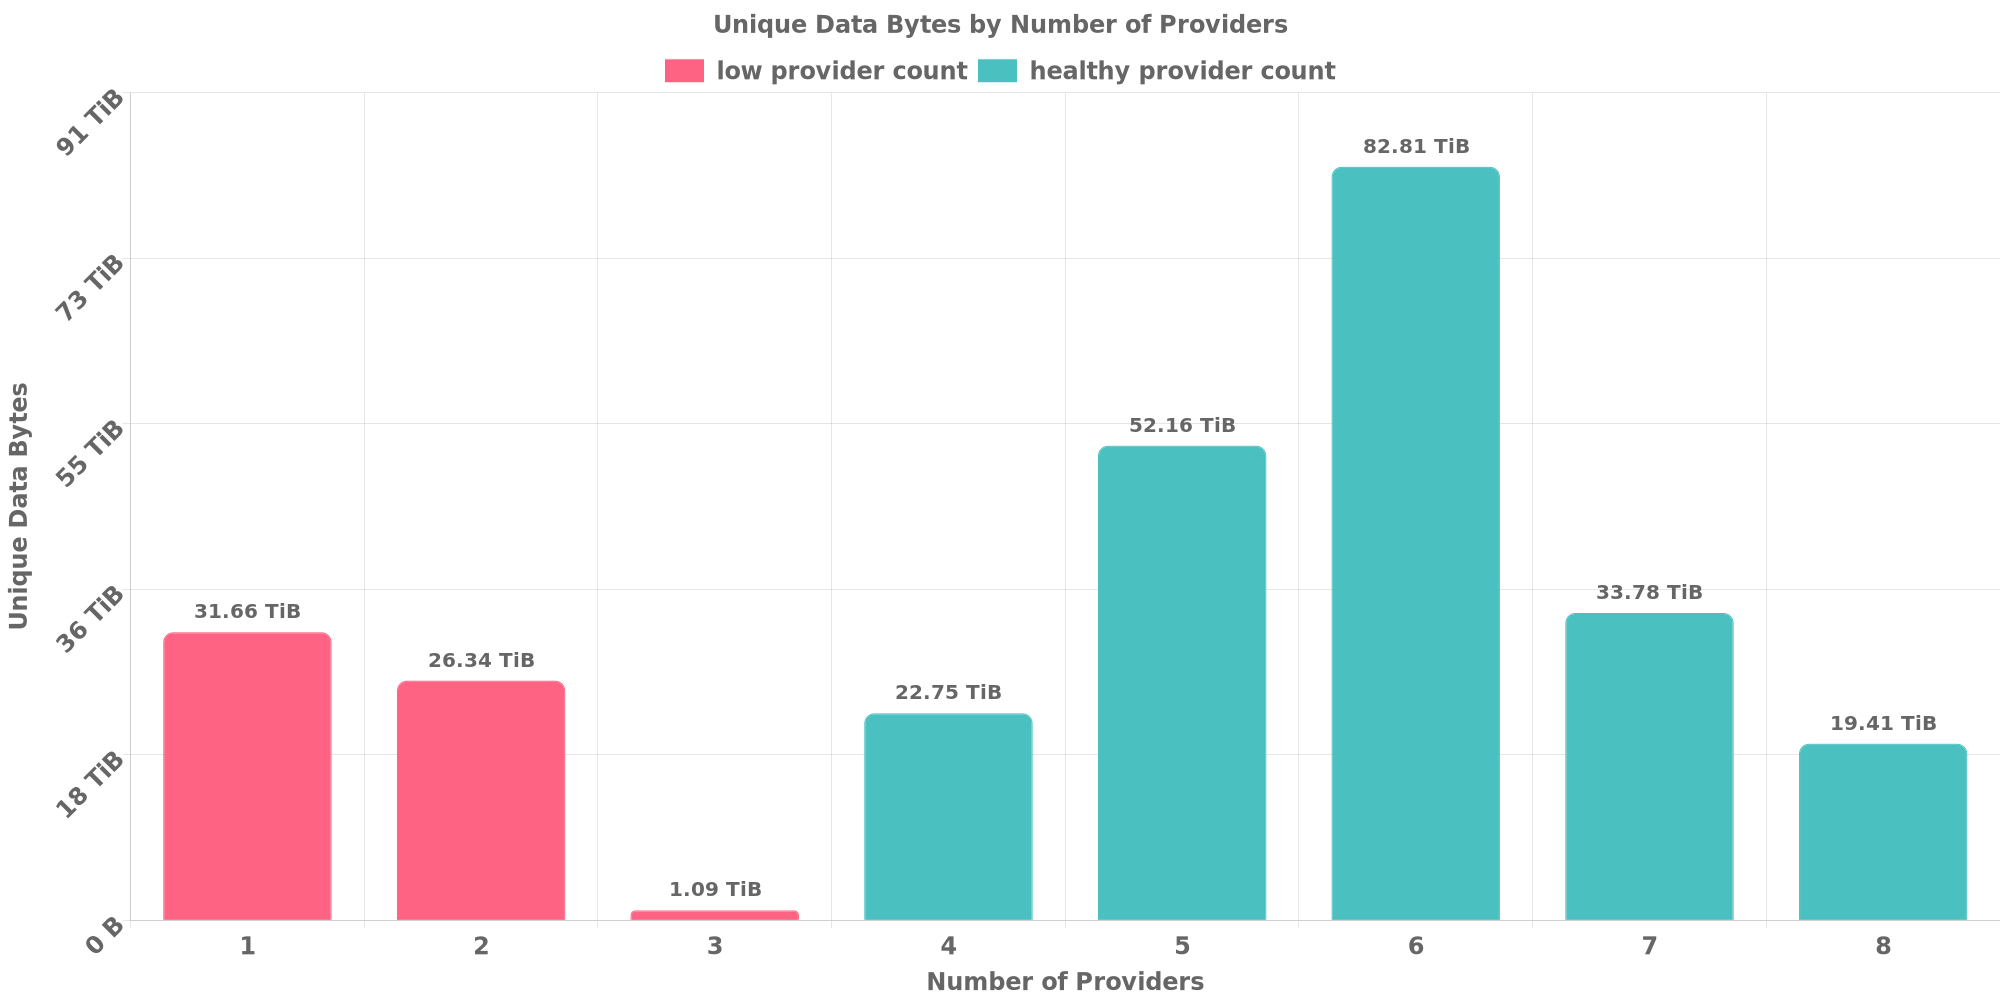 Unique Data Bytes by Number of Providers
low provider count
healthy provider count
91 TiB
73 TiB
55 TiB
36 TiB
18 TiB
0 B
Unique Data Bytes
31.66 TiB
26.34 TiB
1.09 TiB
22.75 TiB
52.16 TiB
82.81 TiB
33.78 TiB
19.41 TiB
1 2 3 4 5 6 7 8
Number of Providers